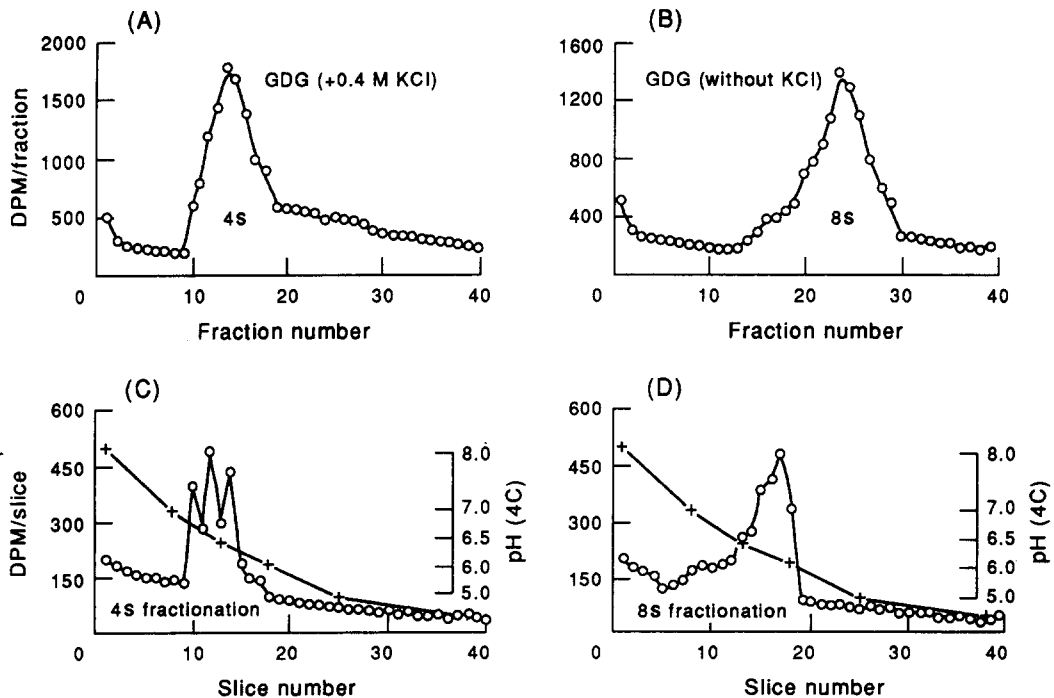 (A)
2000
1500
1000
500
0
10
20
30
40
DPM/fraction
Fraction number
GDG (+0.4 M KCl)
4s
(B)
1600
1200
800
400
0
10
20
30
40
Fraction number
GDG (without KCl)
8s
(C)
600
450
300
150
0
10
20
30
40
DPM/slice
Slice number
8.0
7.0
6.5
6.0
5.0
pH (4C)
4S fractionation
(D)
600
450
300
150
0
10
20
30
40
Slice number
8.0
7.0
6.5
6.0
5.0
pH (4C)
8S fractionation